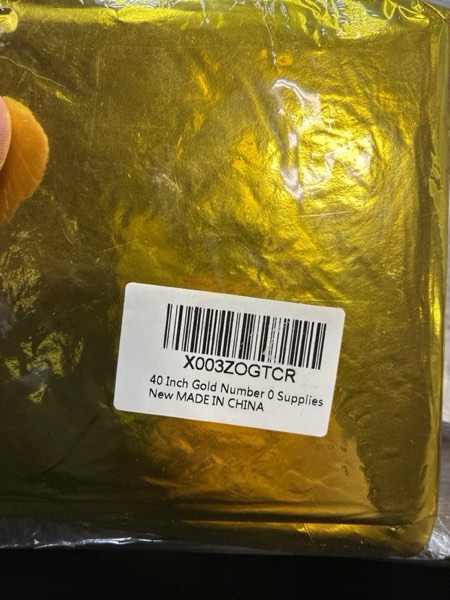 X003ZOGTCR
40 Inch Gold Number 0 Supplies
New MADE IN CHINA